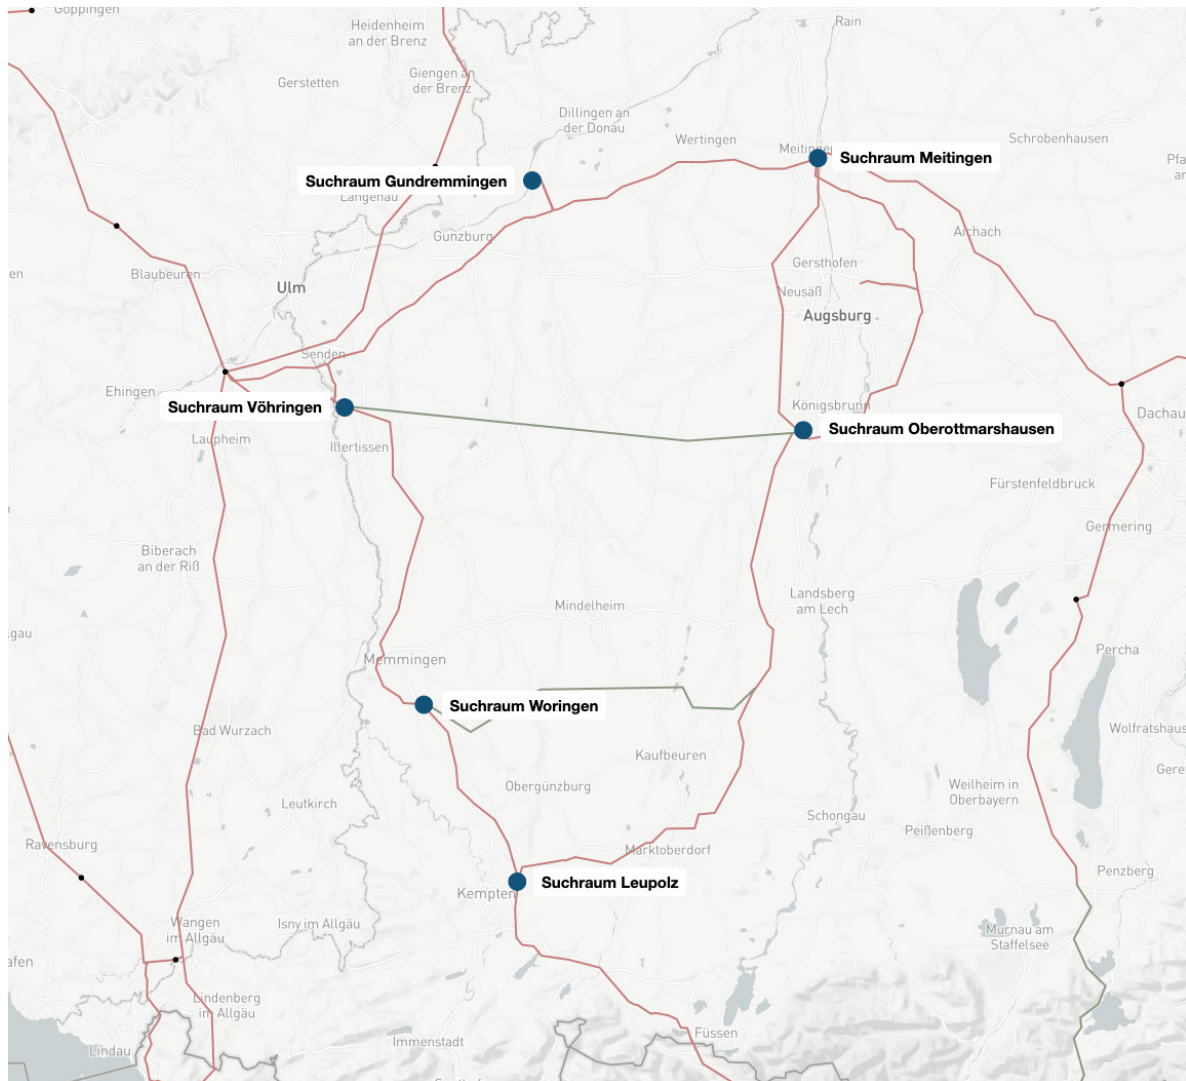 Göppingen
Heidenheim
an der Brenz
Rain
Gerstetten
Giengen an
der Brenz
Dillingen an
der Donau
Wertingen
Meitingen
Suchraum Meitingen
Schrobenhausen
Suchraum Gundremmingen
Langenau
Günzburg
Aichach
Blaubeuren
Gersthofen
Ulm
Neusäß
Augsburg
Senden
Ehingen
Suchraum Vöhringen
Königsbrunn
Dachau
Laupheim
Illertissen
Suchraum Oberottmarshausen
Fürstenfeldbruck
Germering
Biberach
an der Riß
Mindelheim
Landsberg
am Lech
Memmingen
Percha
Suchraum Woringen
Bad Wurzach
Kaufbeuren
Wolfratshaus
Obergünzburg
Weilheim in
Oberbayern
Leutkirch
Schongau
Peißenberg
Ravensburg
Marktoberdorf
Penzberg
Suchraum Leupolz
Kempten
Wangen
im Allgäu
Isny im Allgäu
Murnau am
Staffelsee
Lindenberg
im Allgäu
Füssen
Immenstadt
Lindau